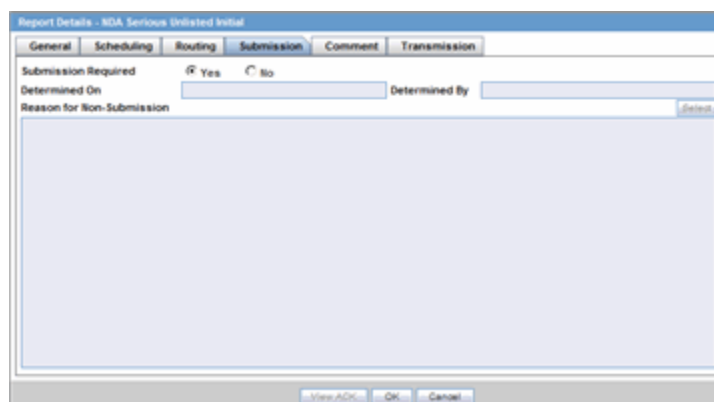 Report Details - NDA Serious Unlisted Initial
General Scheduling Routing Submission Comment Transmission
Submission Required Yes No
Determined On Determined By
Reason for Non-Submission Select
View ACK OK Cancel